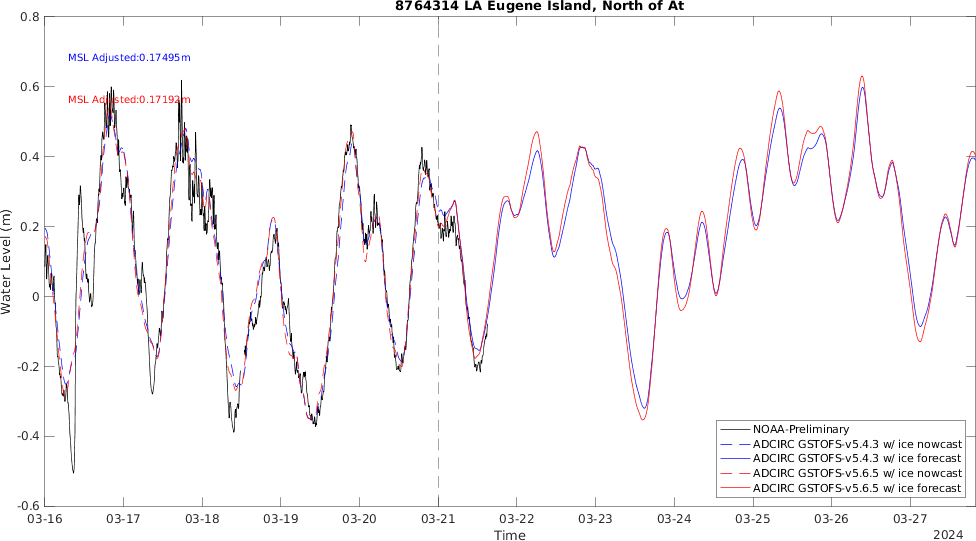 8764314 LA Eugene Island, North of At
0.8
0.6
0.4
0.2
0
-0.2
-0.4
-0.6
Water Level (m)
MSL Adjusted:0.17495m
MSL Adjusted:0.17192m
NOAA-Preliminary
ADCIRC GSTOFS-v5.4.3 w/ ice nowcast
ADCIRC GSTOFS-v5.4.3 w/ ice forecast
ADCIRC GSTOFS-v5.6.5 w/ ice nowcast
ADCIRC GSTOFS-v5.6.5 w/ ice forecast
03-16 03-17 03-18 03-19 03-20 03-21 03-22 03-23 03-24 03-25 03-26 03-27
Time
2024